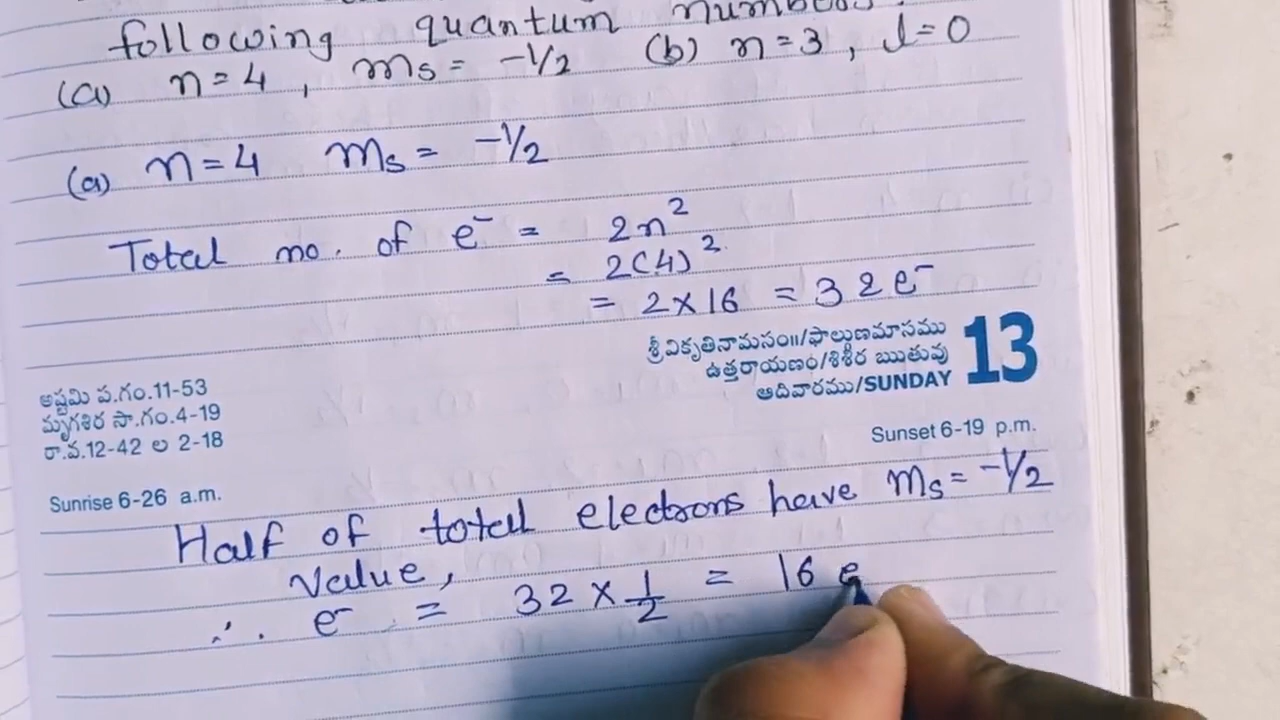 following quantum numbers.
(a) n = 4 , ms = -1/2 (b) n = 3 , l = 0
(a) n = 4 ms = -1/2
Total no. of e⁻ = 2n²
= 2(4)²
= 2 × 16 = 32e⁻
శ్రీ వికృతినామసం॥/ఫాల్గుణమాసము
ఉత్తరాయణం/శిశిర ఋతువు
ఆదివారము/SUNDAY
13
అష్టమి ప.గం.11-53
మృగశిర సా.గం.4-19
రా.వ.12-42 ల 2-18
Sunset 6-19 p.m.
Sunrise 6-26 a.m.
Half of total electrons have ms = -1/2
value,
∴ e⁻ = 32 × 1/2 = 16 e